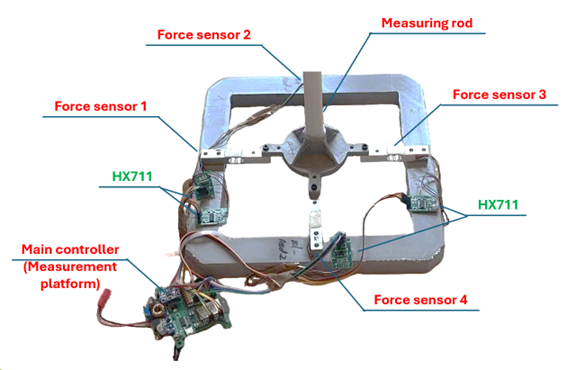 Force sensor 2
Measuring rod
Force sensor 1
Force sensor 3
HX711
HX711
Main controller
(Measurement
platform)
Force sensor 4